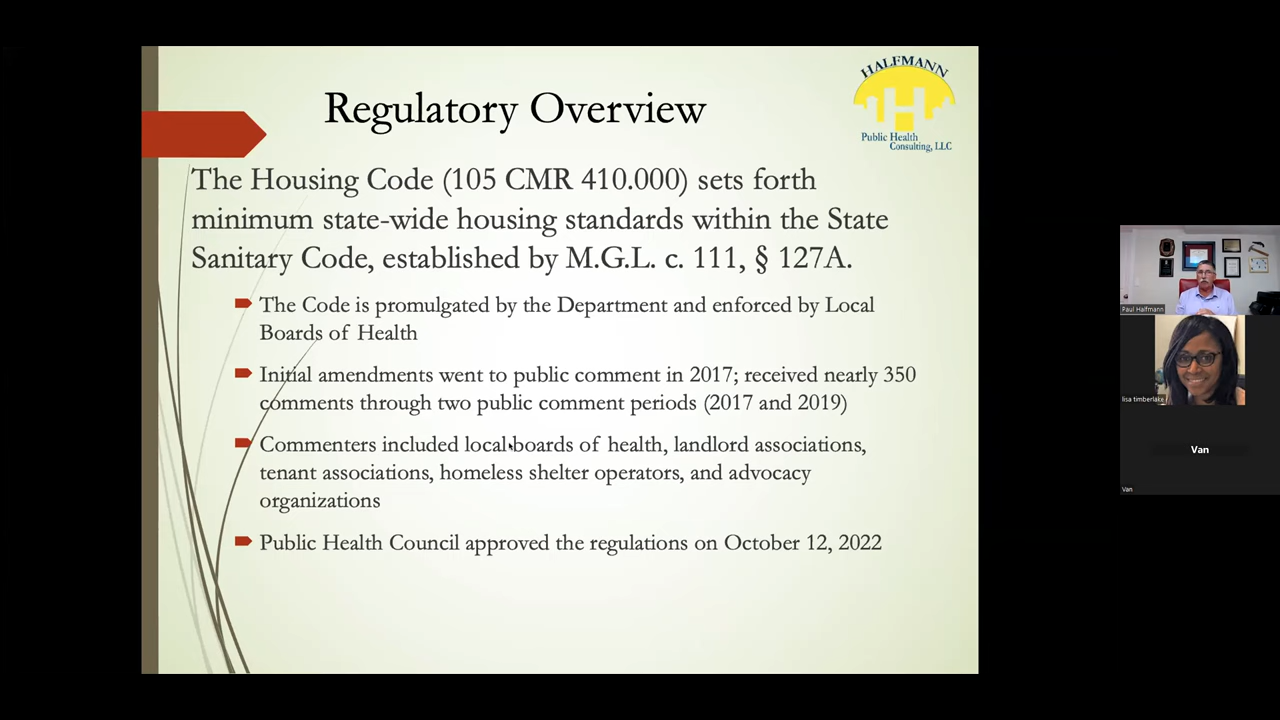 Regulatory Overview
HALFMANN
Public Health
Consulting, LLC
The Housing Code (105 CMR 410.000) sets forth
minimum state-wide housing standards within the State
Sanitary Code, established by M.G.L. c. 111, § 127A.
The Code is promulgated by the Department and enforced by Local
Boards of Health
Initial amendments went to public comment in 2017; received nearly 350
comments through two public comment periods (2017 and 2019)
Commenters included local boards of health, landlord associations,
tenant associations, homeless shelter operators, and advocacy
organizations
Public Health Council approved the regulations on October 12, 2022
Paul Halfmann
lisa timberlake
Van
Van